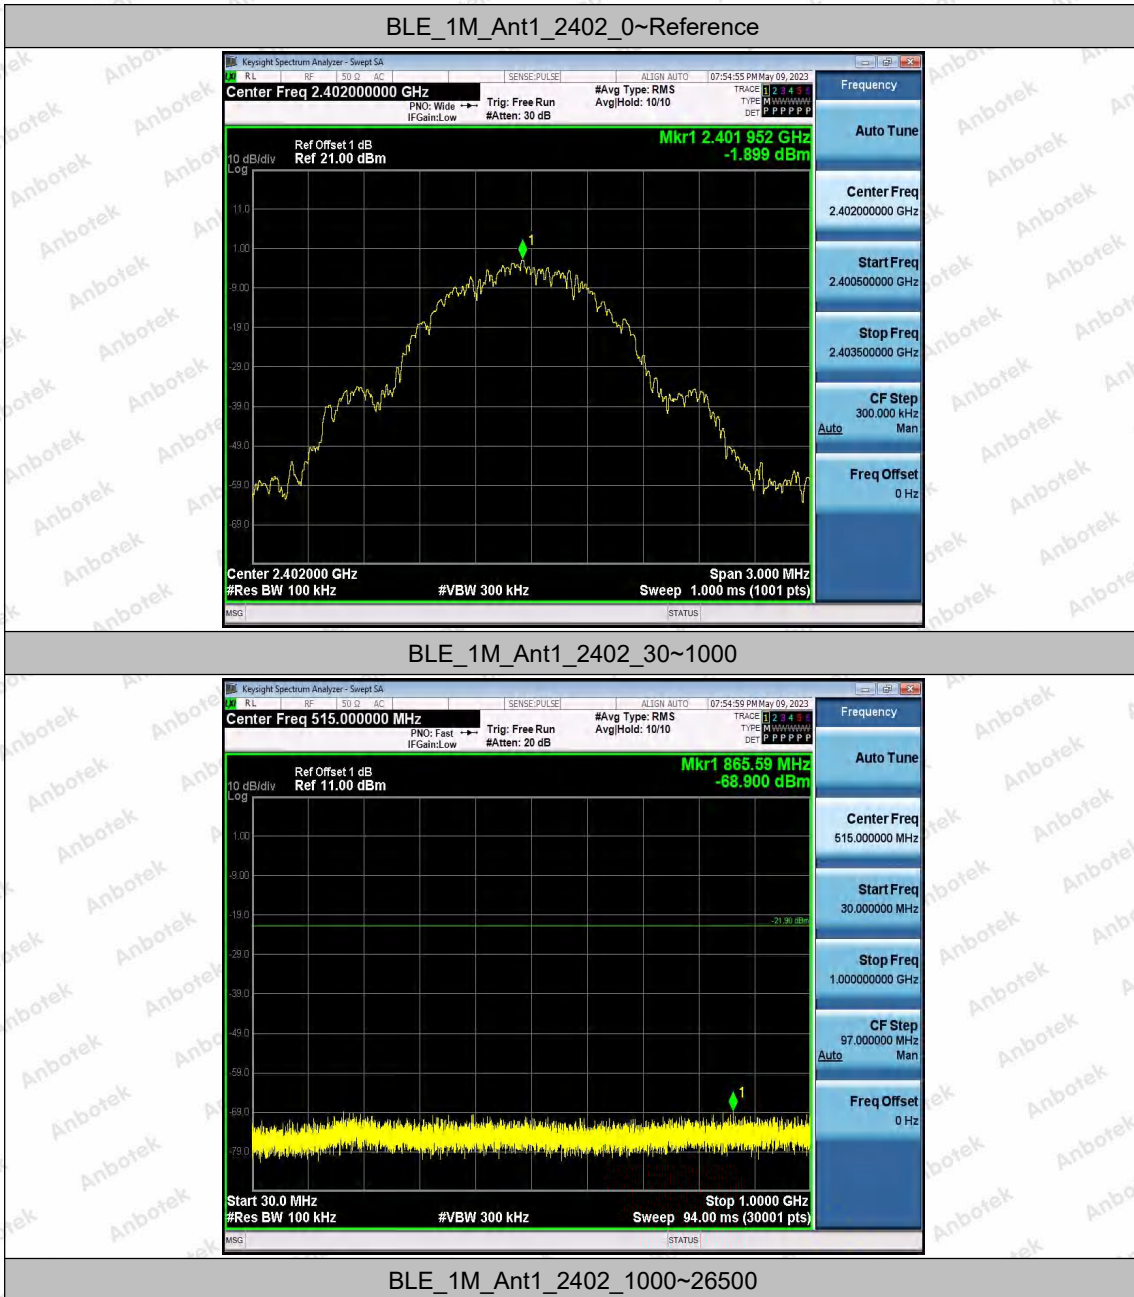 BLE_1M_Ant1_2402_0~Reference
Keysight Spectrum Analyzer - Swept SA
LXI RL RF 50 Ω AC SENSE:PULSE ALIGN AUTO 07:54:55 PM May 09, 2023
Center Freq 2.402000000 GHz
PNO: Wide
IFGain:Low
Trig: Free Run
#Atten: 30 dB
#Avg Type: RMS
Avg|Hold: 10/10
TRACE 1 2 3 4 5 6
TYPE M WWWWW
DET P P P P P P
Mkr1 2.401 952 GHz
-1.899 dBm
Ref Offset 1 dB
10 dB/div Ref 21.00 dBm
Log
11.0
1.00
-9.00
-19.0
-29.0
-39.0
-49.0
-59.0
-69.0
1
Center 2.402000 GHz Span 3.000 MHz
#Res BW 100 kHz #VBW 300 kHz Sweep 1.000 ms (1001 pts)
MSG STATUS
Frequency
Auto Tune
Center Freq
2.402000000 GHz
Start Freq
2.400500000 GHz
Stop Freq
2.403500000 GHz
CF Step
300.000 kHz
Auto Man
Freq Offset
0 Hz
BLE_1M_Ant1_2402_30~1000
Keysight Spectrum Analyzer - Swept SA
LXI RL RF 50 Ω AC SENSE:PULSE ALIGN AUTO 07:54:59 PM May 09, 2023
Center Freq 515.000000 MHz
PNO: Fast
IFGain:Low
Trig: Free Run
#Atten: 20 dB
#Avg Type: RMS
Avg|Hold: 10/10
TRACE 1 2 3 4 5 6
TYPE M WWWWW
DET P P P P P P
Mkr1 865.59 MHz
-68.900 dBm
Ref Offset 1 dB
10 dB/div Ref 11.00 dBm
Log
1.00
-9.00
-19.0
-29.0
-39.0
-49.0
-59.0
-69.0
-79.0
-21.90 dBm
1
Start 30.0 MHz Stop 1.0000 GHz
#Res BW 100 kHz #VBW 300 kHz Sweep 94.00 ms (30001 pts)
MSG STATUS
Frequency
Auto Tune
Center Freq
515.000000 MHz
Start Freq
30.000000 MHz
Stop Freq
1.000000000 GHz
CF Step
97.000000 MHz
Auto Man
Freq Offset
0 Hz
BLE_1M_Ant1_2402_1000~26500
Anbotek